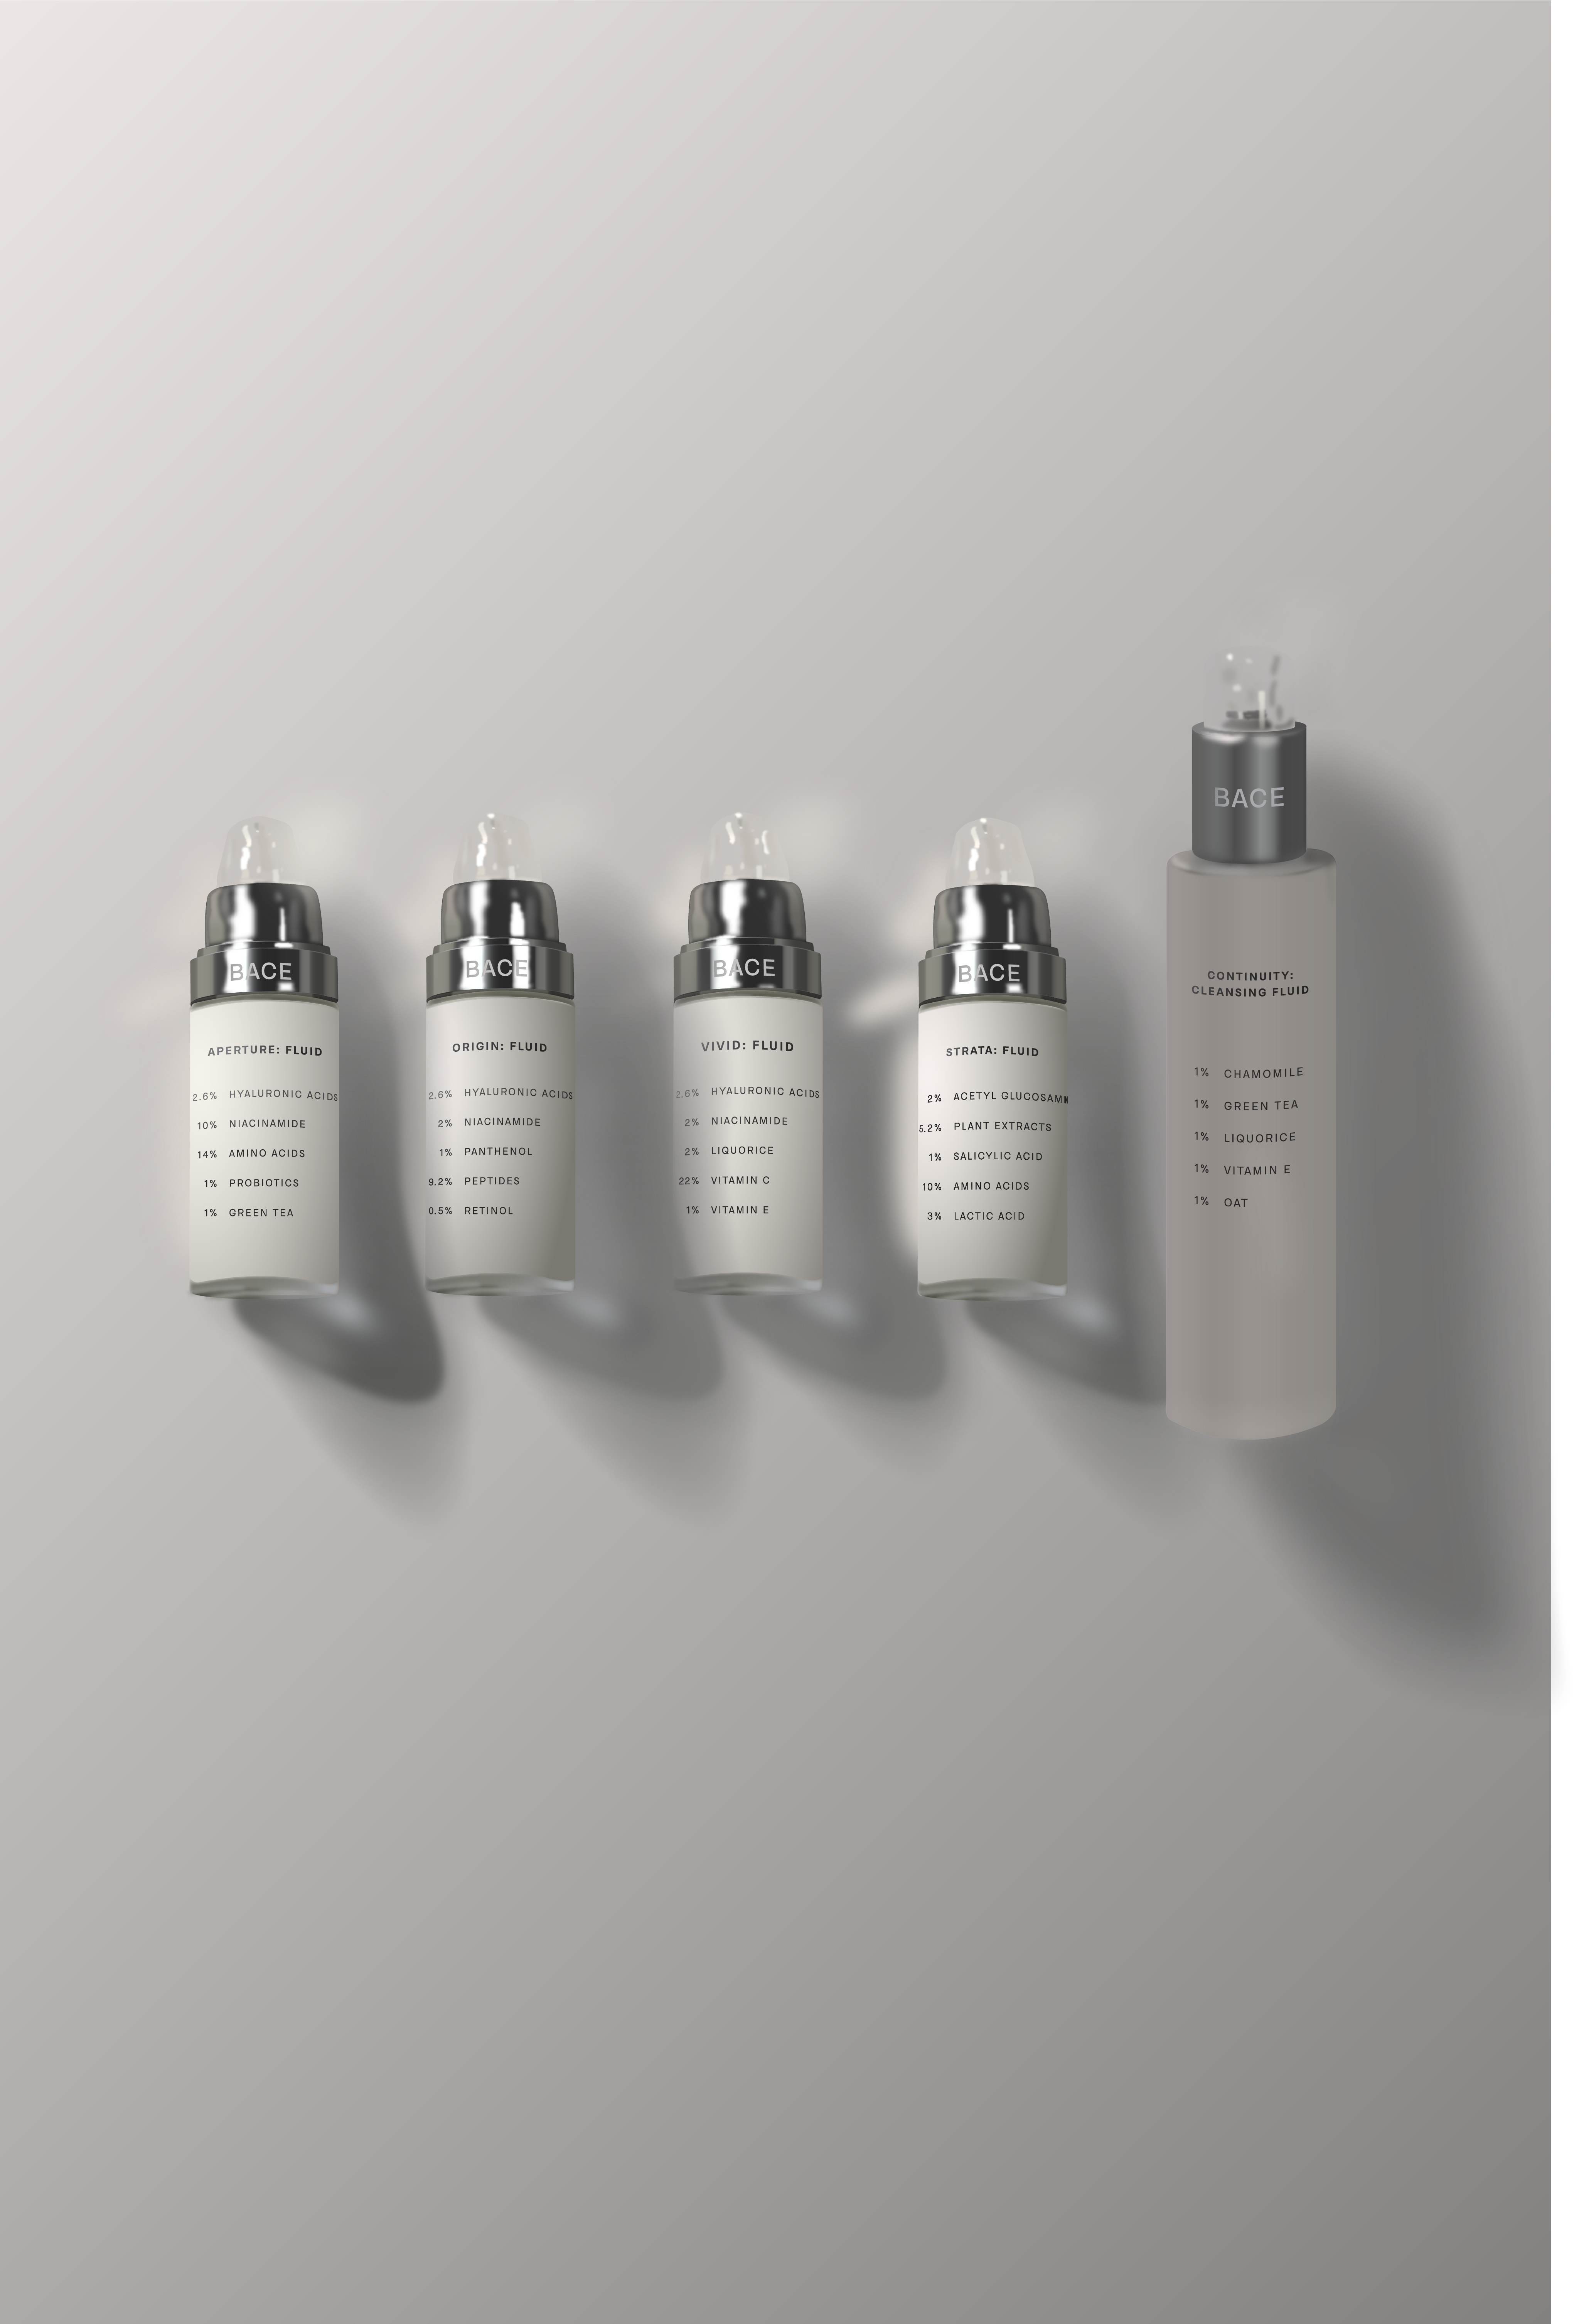 BACE
APERTURE: FLUID
2.6% HYALURONIC ACIDS
10% NIACINAMIDE
14% AMINO ACIDS
1% PROBIOTICS
1% GREEN TEA
BACE
ORIGIN: FLUID
2.6% HYALURONIC ACIDS
2% NIACINAMIDE
1% PANTHENOL
9.2% PEPTIDES
0.5% RETINOL
BACE
VIVID: FLUID
2.6% HYALURONIC ACIDS
2% NIACINAMIDE
2% LIQUORICE
22% VITAMIN C
1% VITAMIN E
BACE
STRATA: FLUID
2% ACETYL GLUCOSAMIN
5.2% PLANT EXTRACTS
1% SALICYLIC ACID
10% AMINO ACIDS
3% LACTIC ACID
BACE
CONTINUITY:
CLEANSING FLUID
1% CHAMOMILE
1% GREEN TEA
1% LIQUORICE
1% VITAMIN E
1% OAT